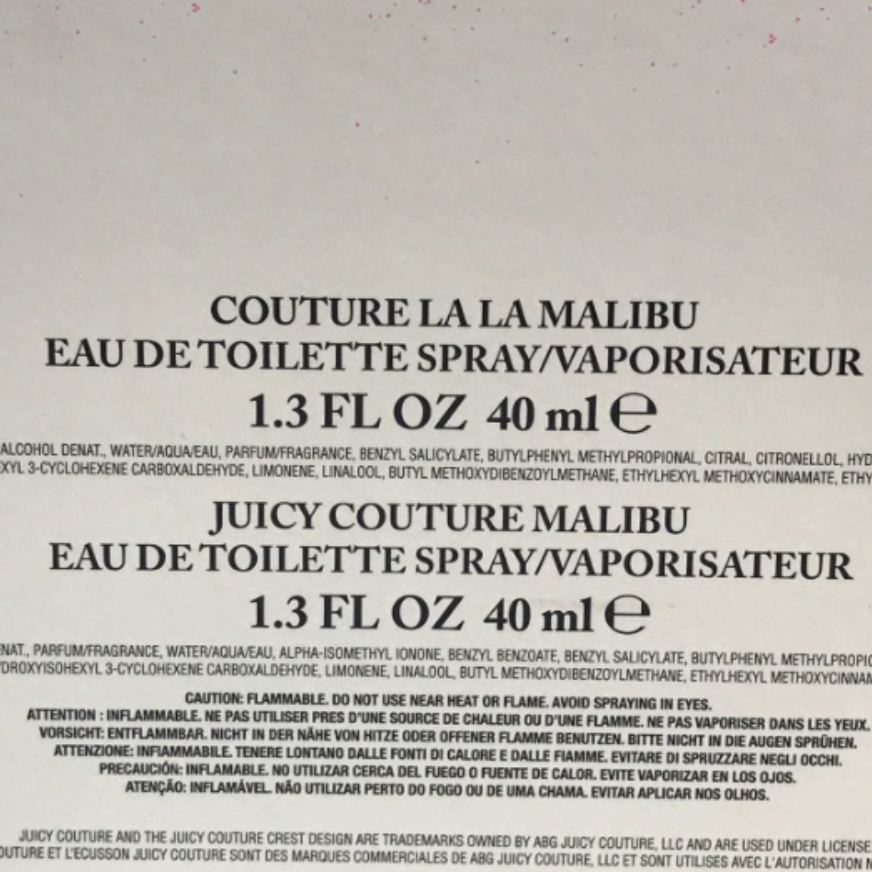 COUTURE LA LA MALIBU
EAU DE TOILETTE SPRAY/VAPORISATEUR
1.3 FL OZ 40 ml ℮
ALCOHOL DENAT., WATER/AQUA/EAU, PARFUM/FRAGRANCE, BENZYL SALICYLATE, BUTYLPHENYL METHYLPROPIONAL, CITRAL, CITRONELLOL, HYD
EXYL 3-CYCLOHEXENE CARBOXALDEHYDE, LIMONENE, LINALOOL, BUTYL METHOXYDIBENZOYLMETHANE, ETHYLHEXYL METHOXYCINNAMATE, ETHY
JUICY COUTURE MALIBU
EAU DE TOILETTE SPRAY/VAPORISATEUR
1.3 FL OZ 40 ml ℮
NAT., PARFUM/FRAGRANCE, WATER/AQUA/EAU, ALPHA-ISOMETHYL IONONE, BENZYL BENZOATE, BENZYL SALICYLATE, BUTYLPHENYL METHYLPROPIO
YDROXYISOHEXYL 3-CYCLOHEXENE CARBOXALDEHYDE, LIMONENE, LINALOOL, BUTYL METHOXYDIBENZOYLMETHANE, ETHYLHEXYL METHOXYCINNAM
CAUTION: FLAMMABLE. DO NOT USE NEAR HEAT OR FLAME. AVOID SPRAYING IN EYES.
ATTENTION : INFLAMMABLE. NE PAS UTILISER PRES D'UNE SOURCE DE CHALEUR OU D'UNE FLAMME. NE PAS VAPORISER DANS LES YEUX.
VORSICHT: ENTFLAMMBAR. NICHT IN DER NÄHE VON HITZE ODER OFFENER FLAMME BENUTZEN. BITTE NICHT IN DIE AUGEN SPRÜHEN.
ATTENZIONE: INFIAMMABILE. TENERE LONTANO DALLE FONTI DI CALORE E DALLE FIAMME. EVITARE DI SPRUZZARE NEGLI OCCHI.
PRECAUCIÓN: INFLAMABLE. NO UTILIZAR CERCA DEL FUEGO O FUENTE DE CALOR. EVITE VAPORIZAR EN LOS OJOS.
ATENÇÃO: INFLAMÁVEL. NÃO UTILIZAR PERTO DO FOGO OU DE UMA CHAMA. EVITAR APLICAR NOS OLHOS.
JUICY COUTURE AND THE JUICY COUTURE CREST DESIGN ARE TRADEMARKS OWNED BY ABG JUICY COUTURE, LLC AND ARE USED UNDER LICENSE
OUTURE ET L'ECUSSON JUICY COUTURE SONT DES MARQUES COMMERCIALES DE ABG JUICY COUTURE, LLC ET SONT UTILISES AVEC L'AUTORISATION N